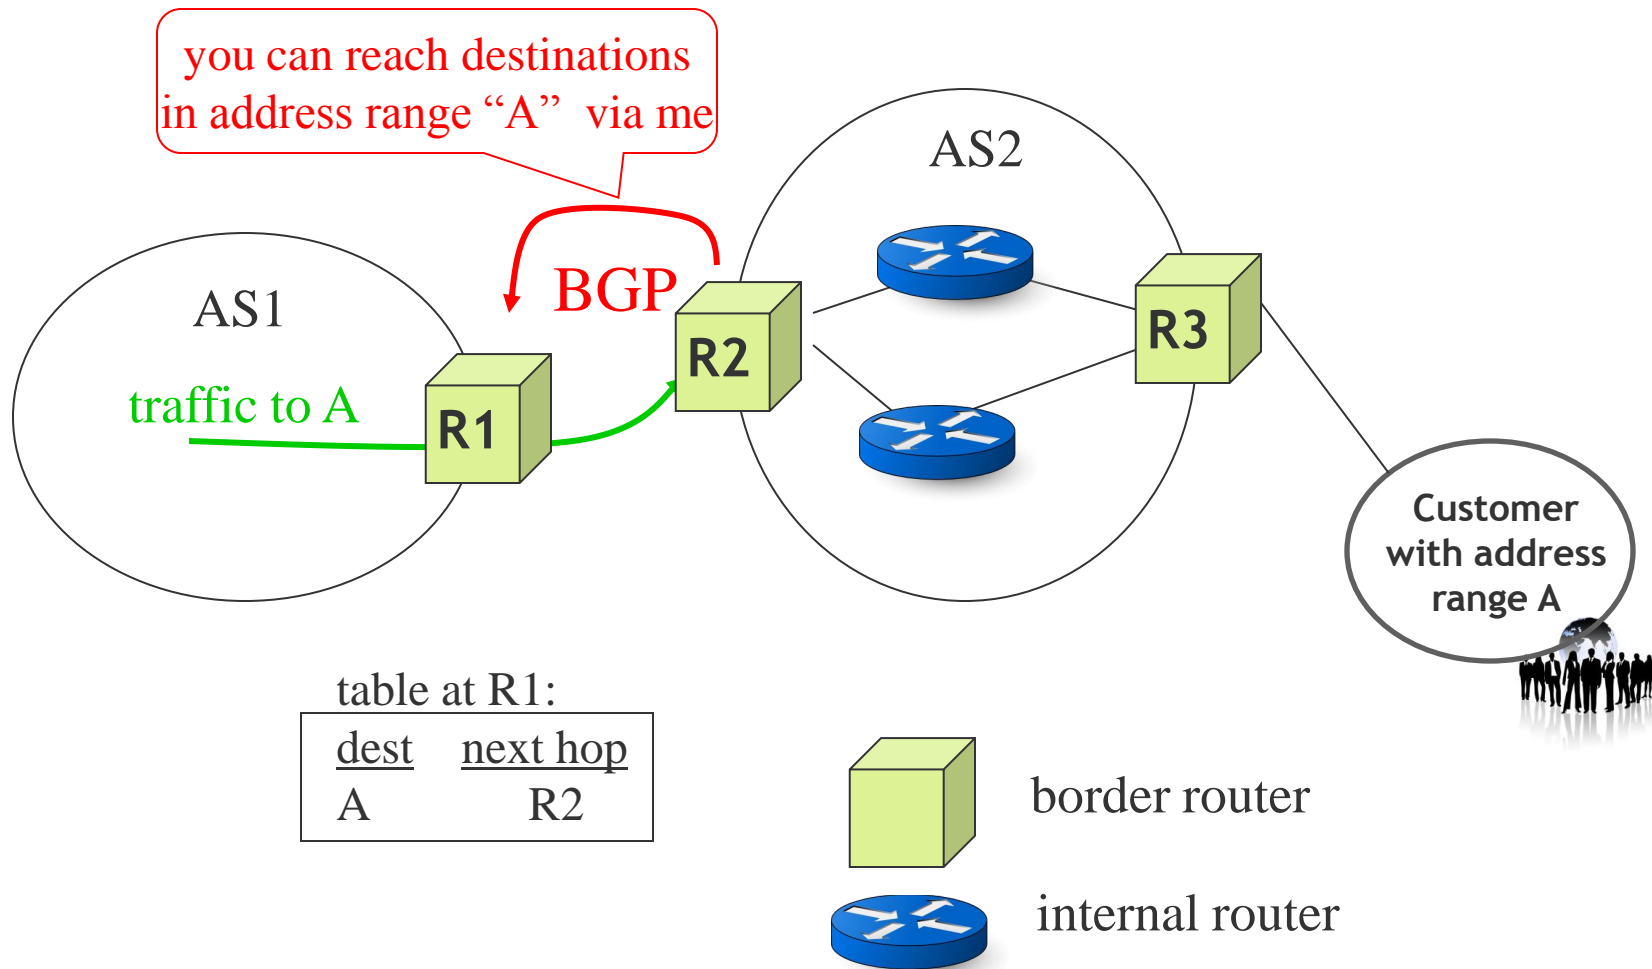 you can reach destinations
in address range “A”  via me
AS2
BGP
AS1
R2
R3
traffic to A
R1
Customer
with address
range A
table at R1:
dest next hop
A R2
border router
internal router